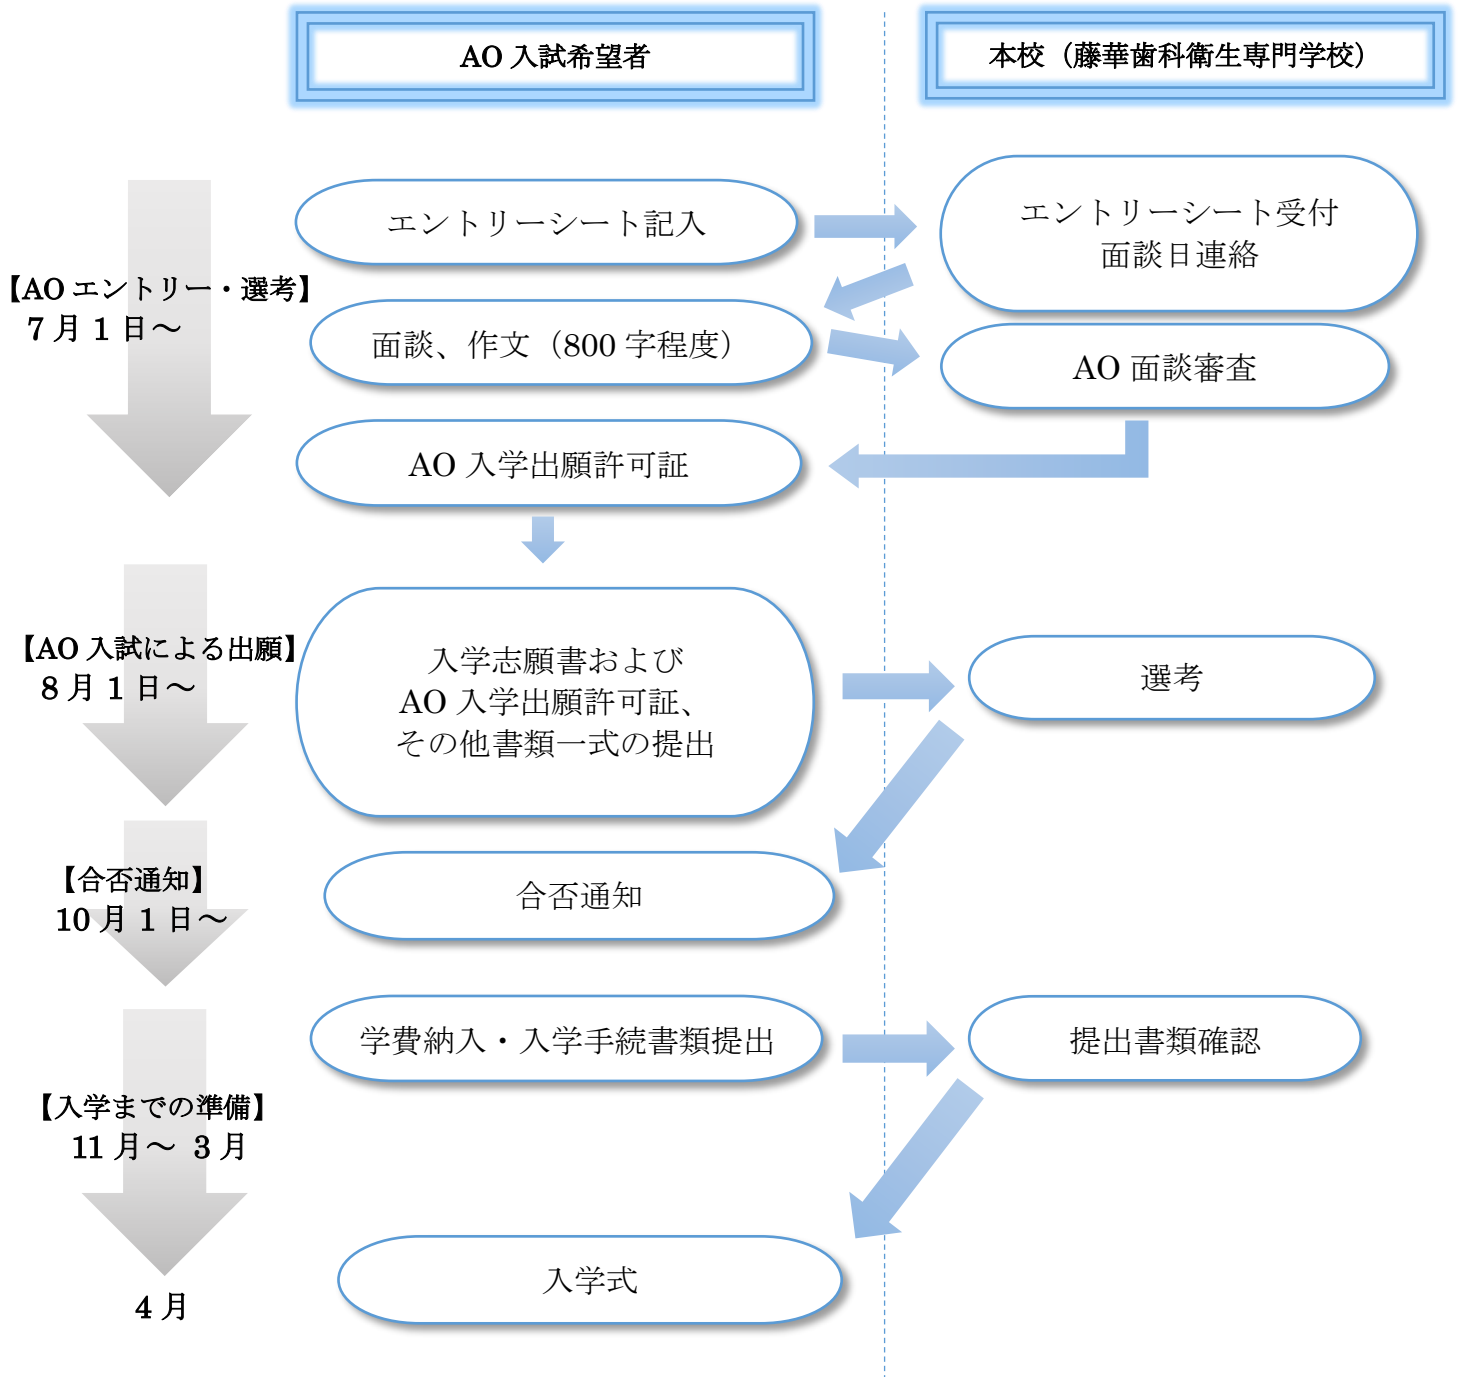 AO 入試希望者
本校（藤華歯科衛生専門学校）
エントリーシート記入
エントリーシート受付
面談日連絡
【AO エントリー・選考】
7 月 1 日～
面談、作文（800 字程度）
AO 面談審査
AO 入学出願許可証
【AO 入試による出願】
8 月 1 日～
入学志願書および
AO 入学出願許可証、
その他書類一式の提出
選考
【合否通知】
10 月 1 日～
合否通知
学費納入・入学手続書類提出
提出書類確認
【入学までの準備】
11 月～ 3 月
入学式
4 月